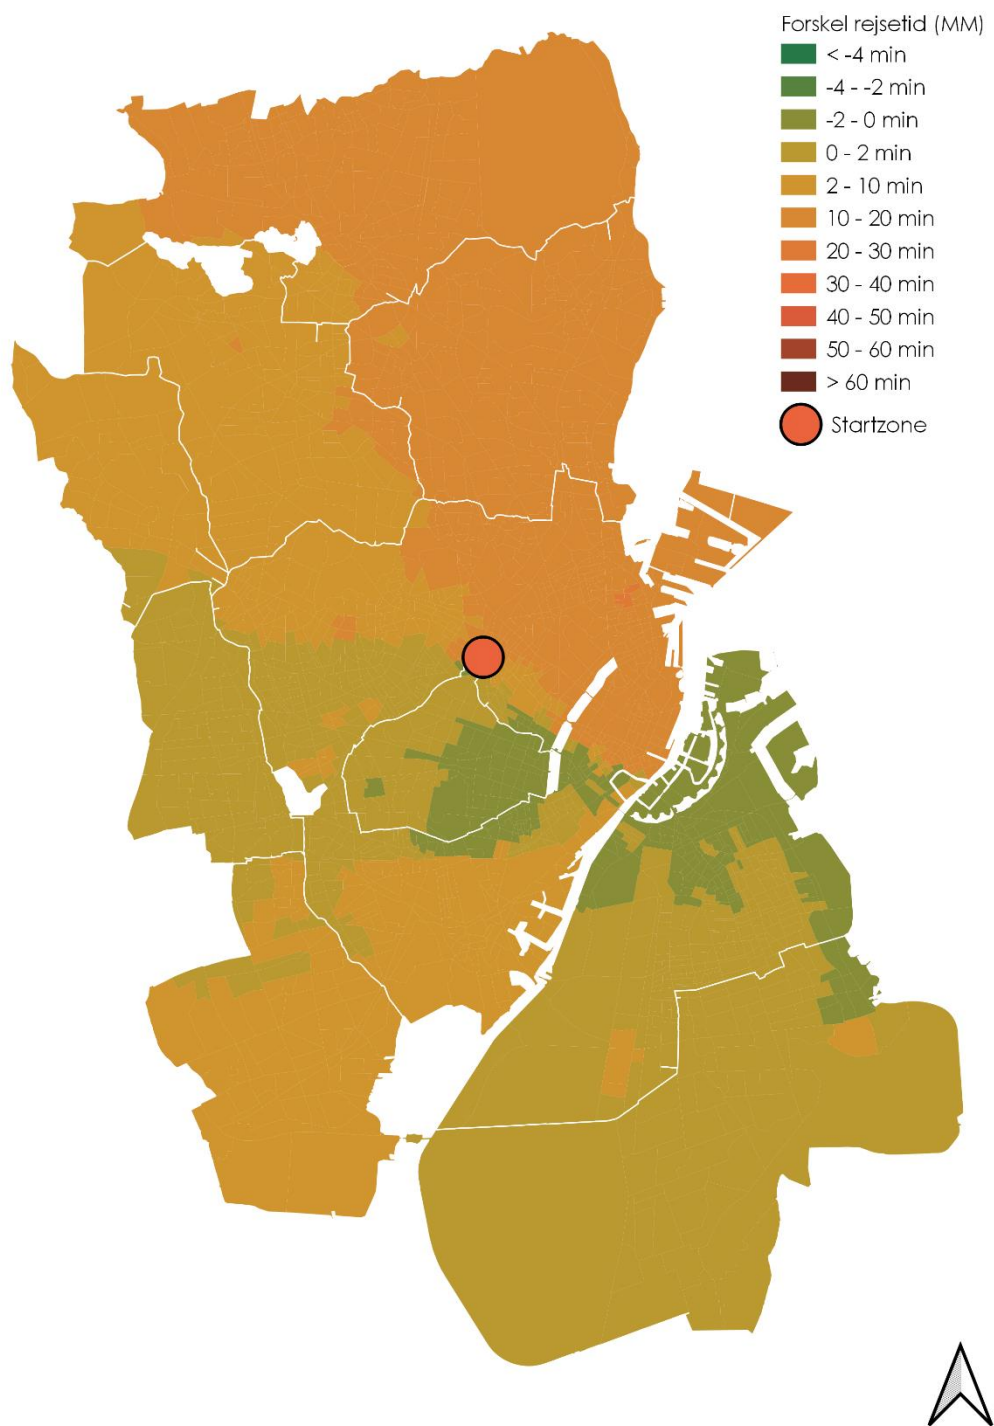 Forskel rejsetid (MM)
< -4 min
-4 - -2 min
-2 - 0 min
0 - 2 min
2 - 10 min
10 - 20 min
20 - 30 min
30 - 40 min
40 - 50 min
50 - 60 min
> 60 min
Startzone